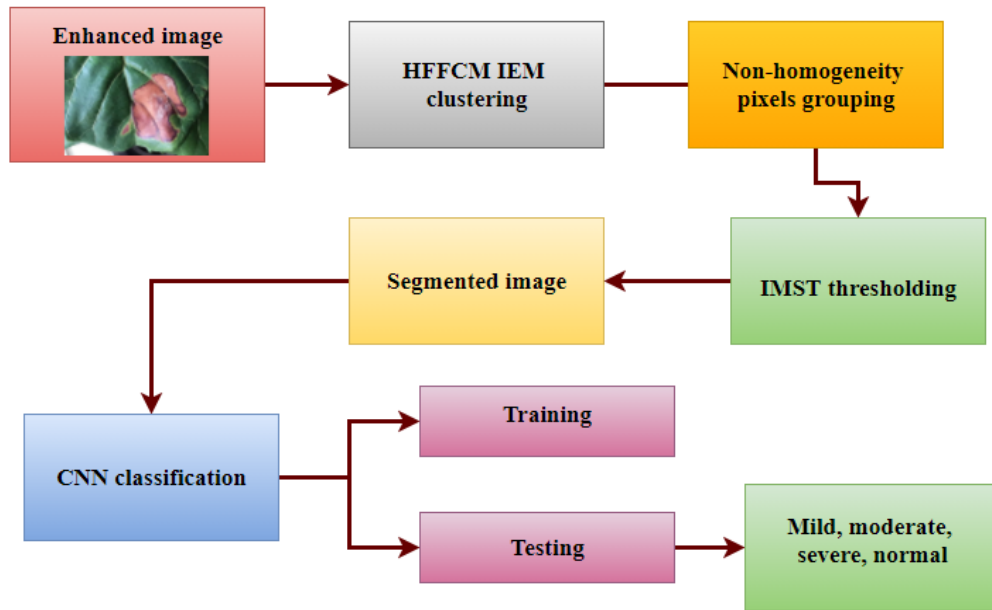 Enhanced image
HFFCM IEM
clustering
Non-homogeneity
pixels grouping
Segmented image
IMST thresholding
CNN classification
Training
Testing
Mild, moderate,
severe, normal